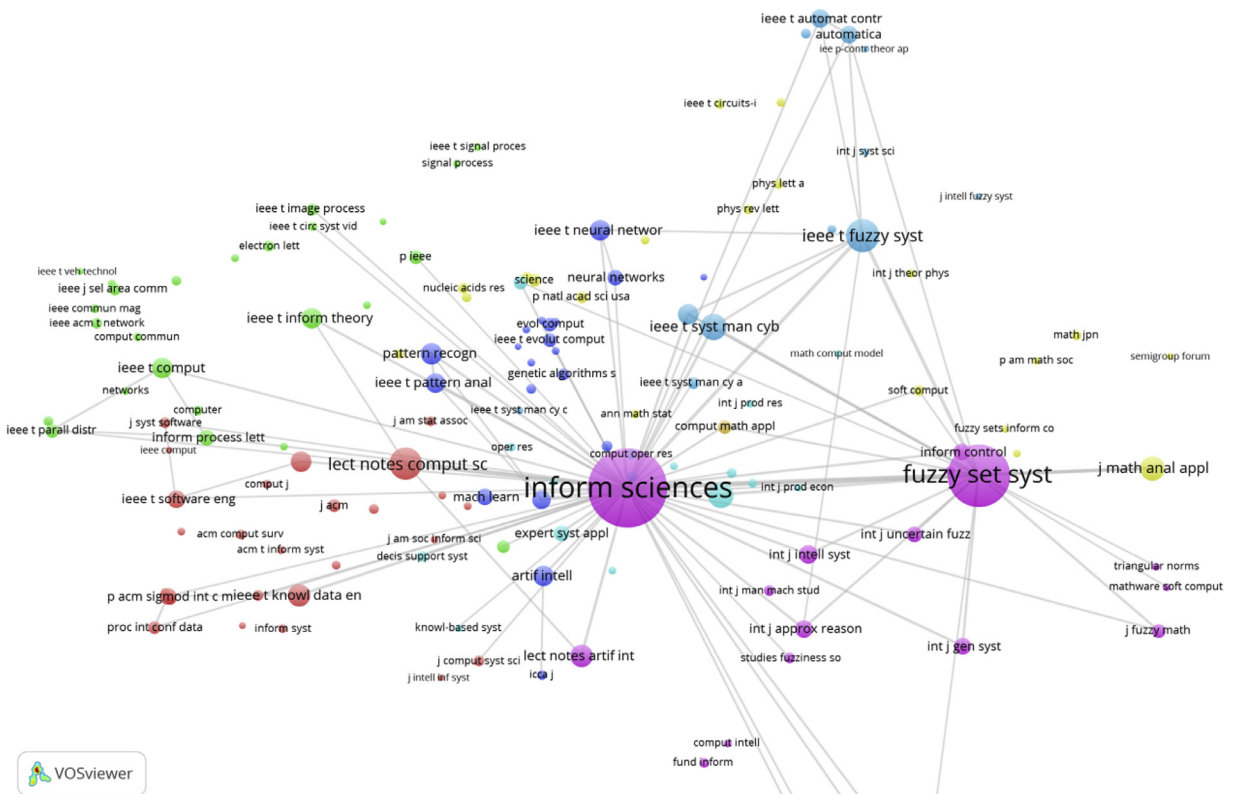 ieee t automat contr
automatica
iee p-contr theor ap
ieee t circuits-i
ieee t signal proces
int j syst sci
signal process
phys lett a
j intell fuzzy syst
ieee t image process
phys rev lett
ieee t circ syst vid
ieee t neural networ
ieee t fuzzy syst
electron lett
p ieee
ieee t veh technol
int j theor phys
neural networks
science
ieee j sel area comm
nucleic acids res
p natl acad sci usa
ieee commun mag
ieee t inform theory
ieee acm t network
evol comput
ieee t syst man cyb
comput commun
ieee t evolut comput
math jpn
pattern recogn
math comput model
semigroup forum
p am math soc
ieee t comput
genetic algorithms s
ieee t pattern anal
ieee t syst man cy a
networks
soft comput
int j prod res
computer
ieee t syst man cy c
ann math stat
j syst software
j am stat assoc
comput math appl
ieee t parall distr
fuzzy sets inform co
inform process lett
oper res
ieee comput
comput oper res
inform control
lect notes comput sc
fuzzy set syst
j math anal appl
comput j
inform sciences
int j prod econ
ieee t software eng
mach learn
j acm
acm comput surv
expert syst appl
int j uncertain fuzz
j am soc inform sci
acm t inform syst
decis support syst
int j intell syst
triangular norms
artif intell
mathware soft comput
int j man mach stud
p acm sigmod int c m
ieee t knowl data en
proc int conf data
inform syst
knowl-based syst
int j approx reason
j fuzzy math
int j gen syst
lect notes artif int
studies fuzziness so
j comput syst sci
icca j
j intell inf syst
comput intell
fund inform
VOSviewer